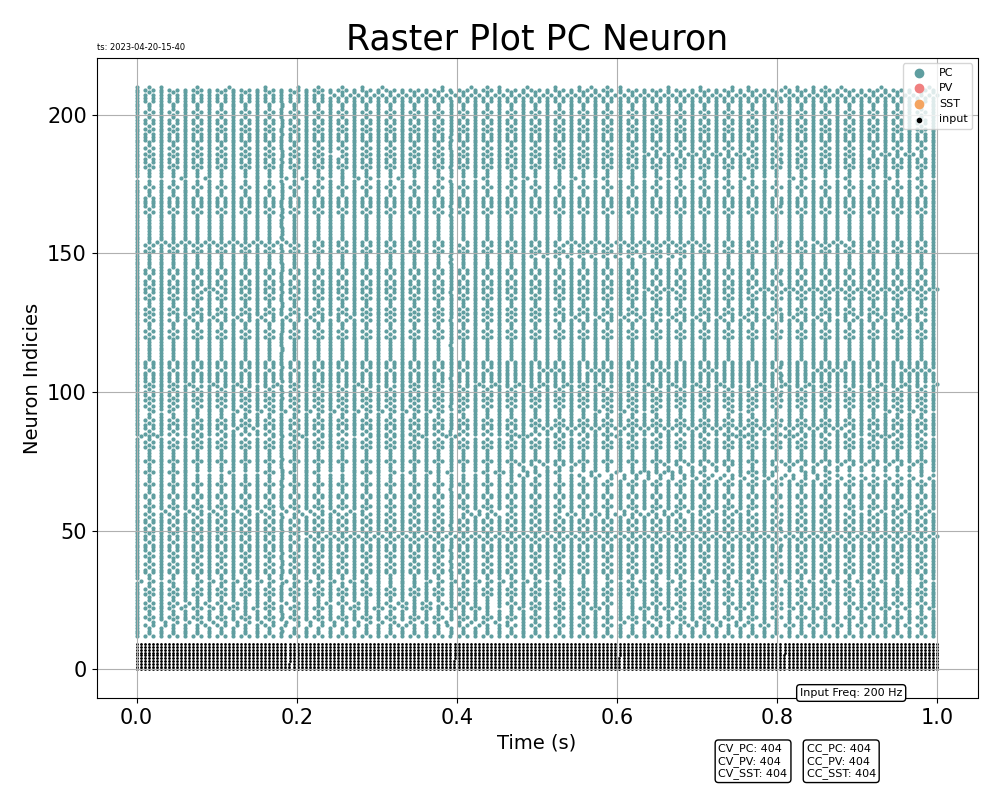 Raster Plot PC Neuron
ts: 2023-04-20-15-40
PC
PV
SST
input
200
150
100
50
0
Neuron Indicies
0.0 0.2 0.4 0.6 0.8 1.0
Input Freq: 200 Hz
Time (s)
CV_PC: 404
CV_PV: 404
CV_SST: 404
CC_PC: 404
CC_PV: 404
CC_SST: 404